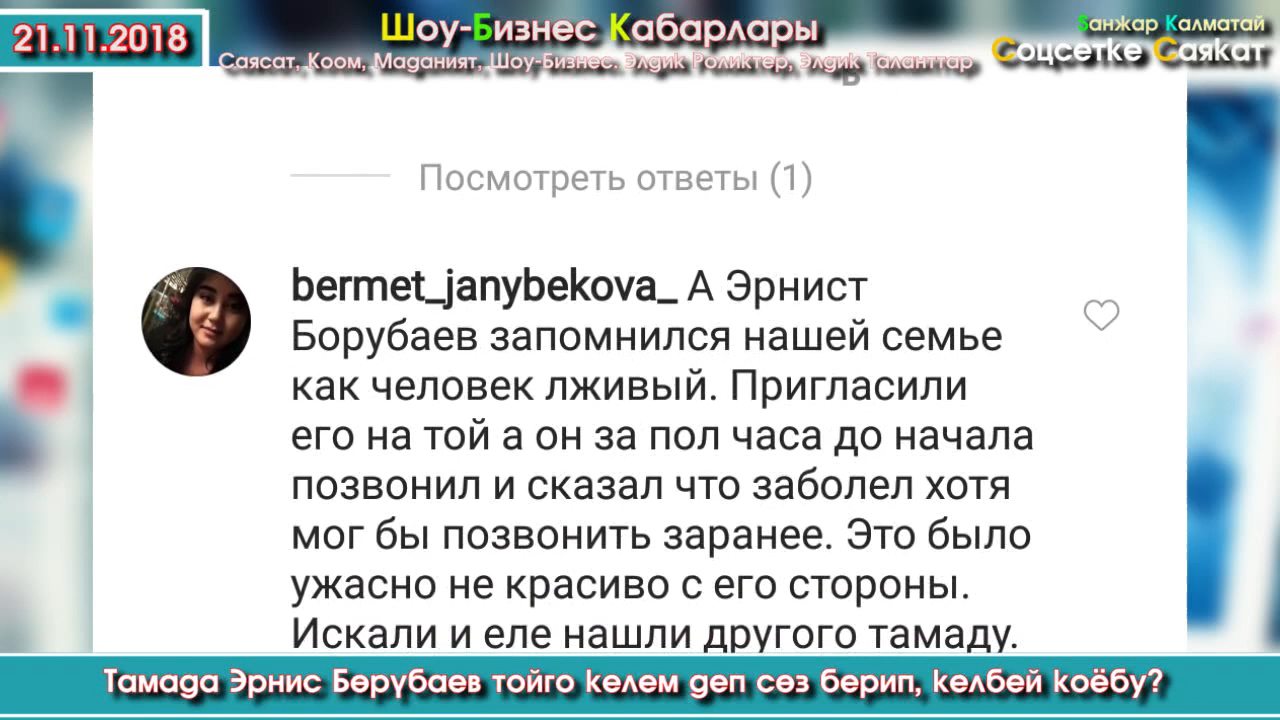 21.11.2018
Шоу-Бизнес Кабарлары
Саясат, Коом, Маданият, Шоу-Бизнес. Элдик Роликтер, Элдик Таланттар
Sанжар Калматай
Соцсетке Саякат
Посмотреть ответы (1)
bermet_janybekova_ А Эрнист
Борубаев запомнился нашей семье
как человек лживый. Пригласили
его на той а он за пол часа до начала
позвонил и сказал что заболел хотя
мог бы позвонить заранее. Это было
ужасно не красиво с его стороны.
Искали и еле нашли другого тамаду.
Тамада Эрнис Бөрүбаев тойго келем деп сөз берип, келбей коёбу?